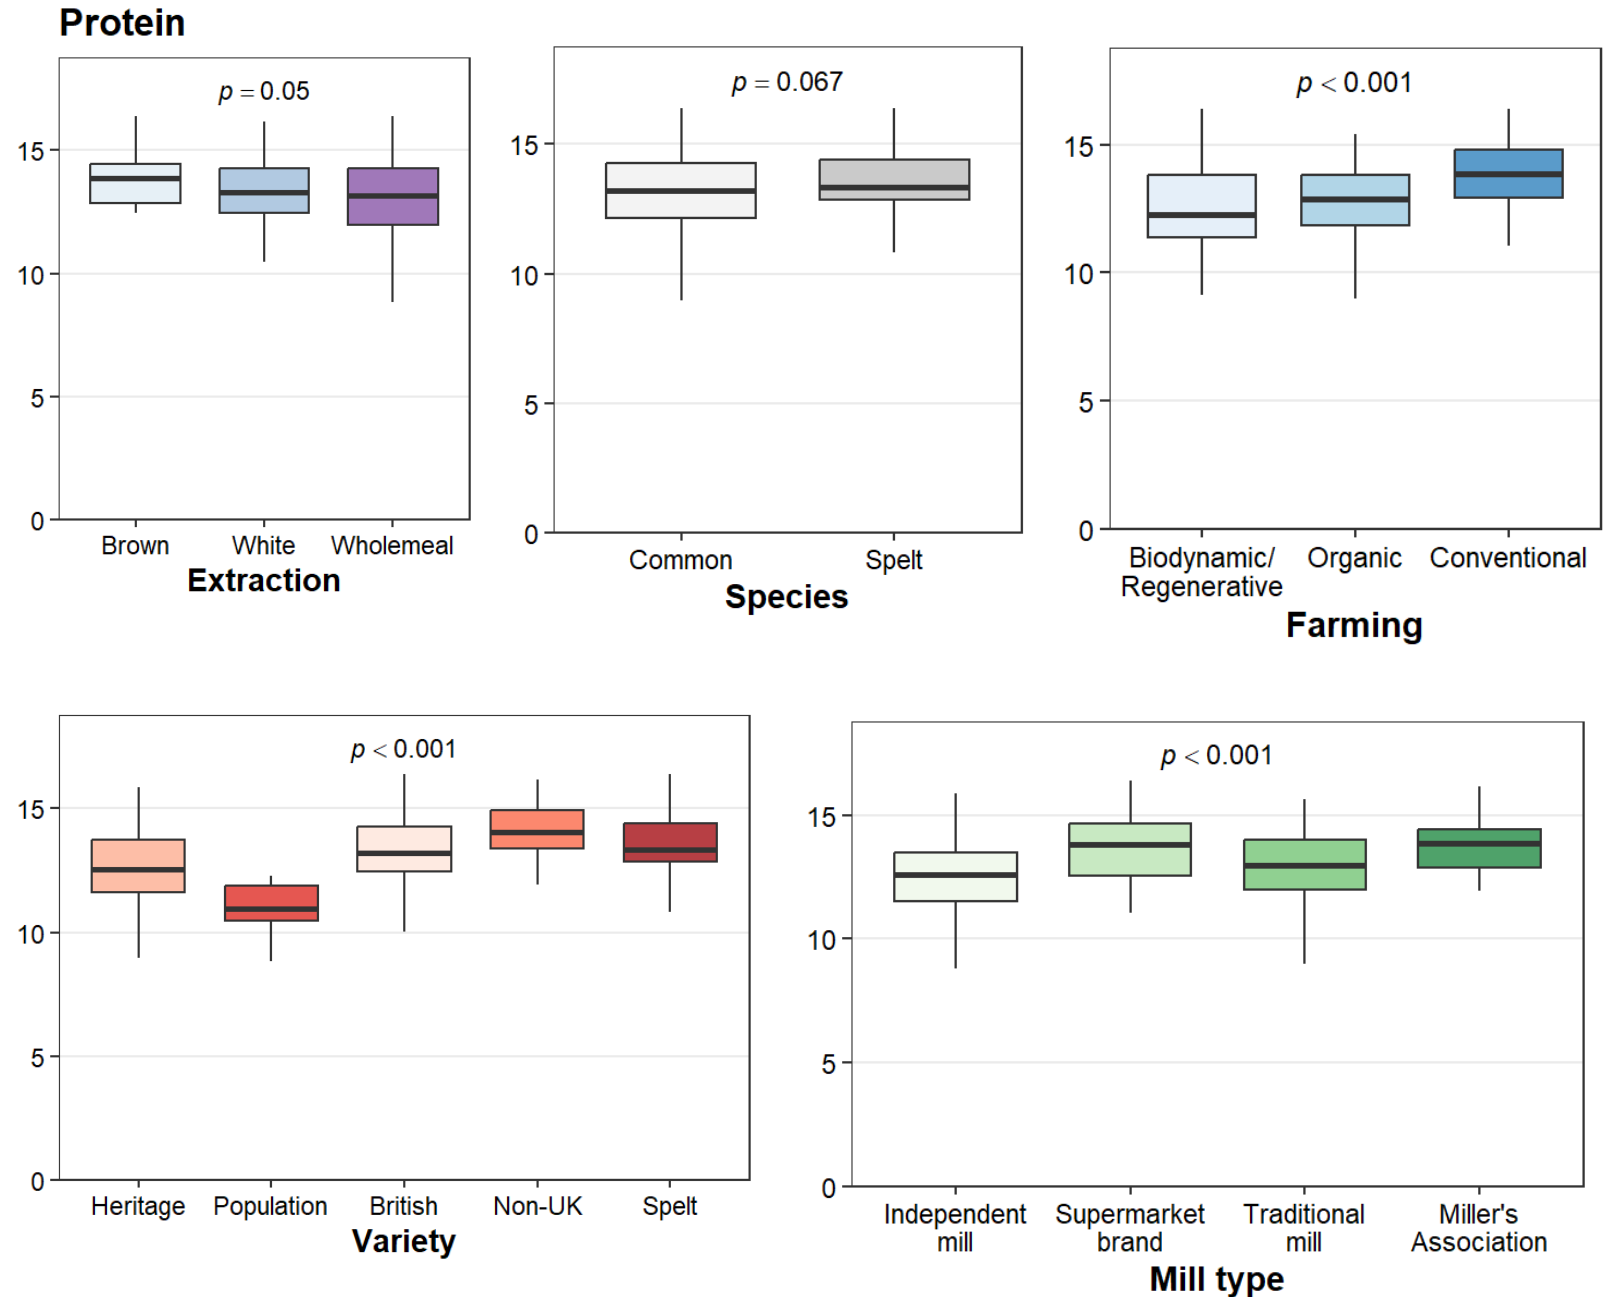 Protein
p = 0.05
15
10
5
0
Brown White Wholemeal
Extraction
p = 0.067
15
10
5
0
Common Spelt
Species
p < 0.001
15
10
5
0
Biodynamic/ Organic Conventional
Regenerative
Farming
p < 0.001
15
10
5
0
Heritage Population British Non-UK Spelt
Variety
p < 0.001
15
10
5
0
Independent Supermarket Traditional Miller's
mill brand mill Association
Mill type